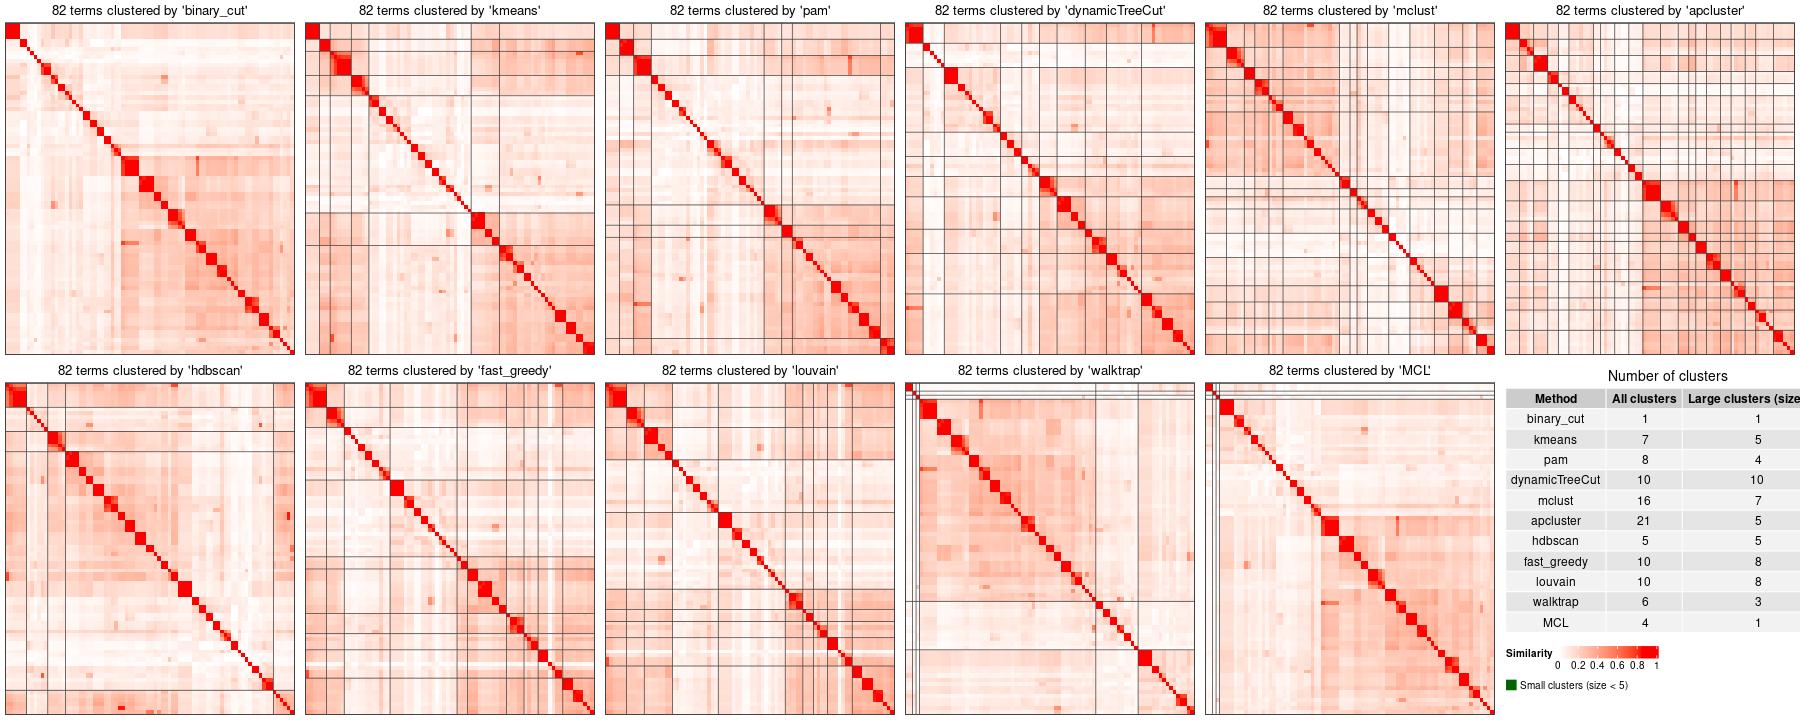 82 terms clustered by 'binary_cut'
82 terms clustered by 'kmeans'
82 terms clustered by 'pam'
82 terms clustered by 'dynamicTreeCut'
82 terms clustered by 'mclust'
82 terms clustered by 'apcluster'
82 terms clustered by 'hdbscan'
82 terms clustered by 'fast_greedy'
82 terms clustered by 'louvain'
82 terms clustered by 'walktrap'
82 terms clustered by 'MCL'
Number of clusters
Method All clusters Large clusters (size
binary_cut 1 1
kmeans 7 5
pam 8 4
dynamicTreeCut 10 10
mclust 16 7
apcluster 21 5
hdbscan 5 5
fast_greedy 10 8
louvain 10 8
walktrap 6 3
MCL 4 1
Similarity
0 0.2 0.4 0.6 0.8 1
Small clusters (size < 5)